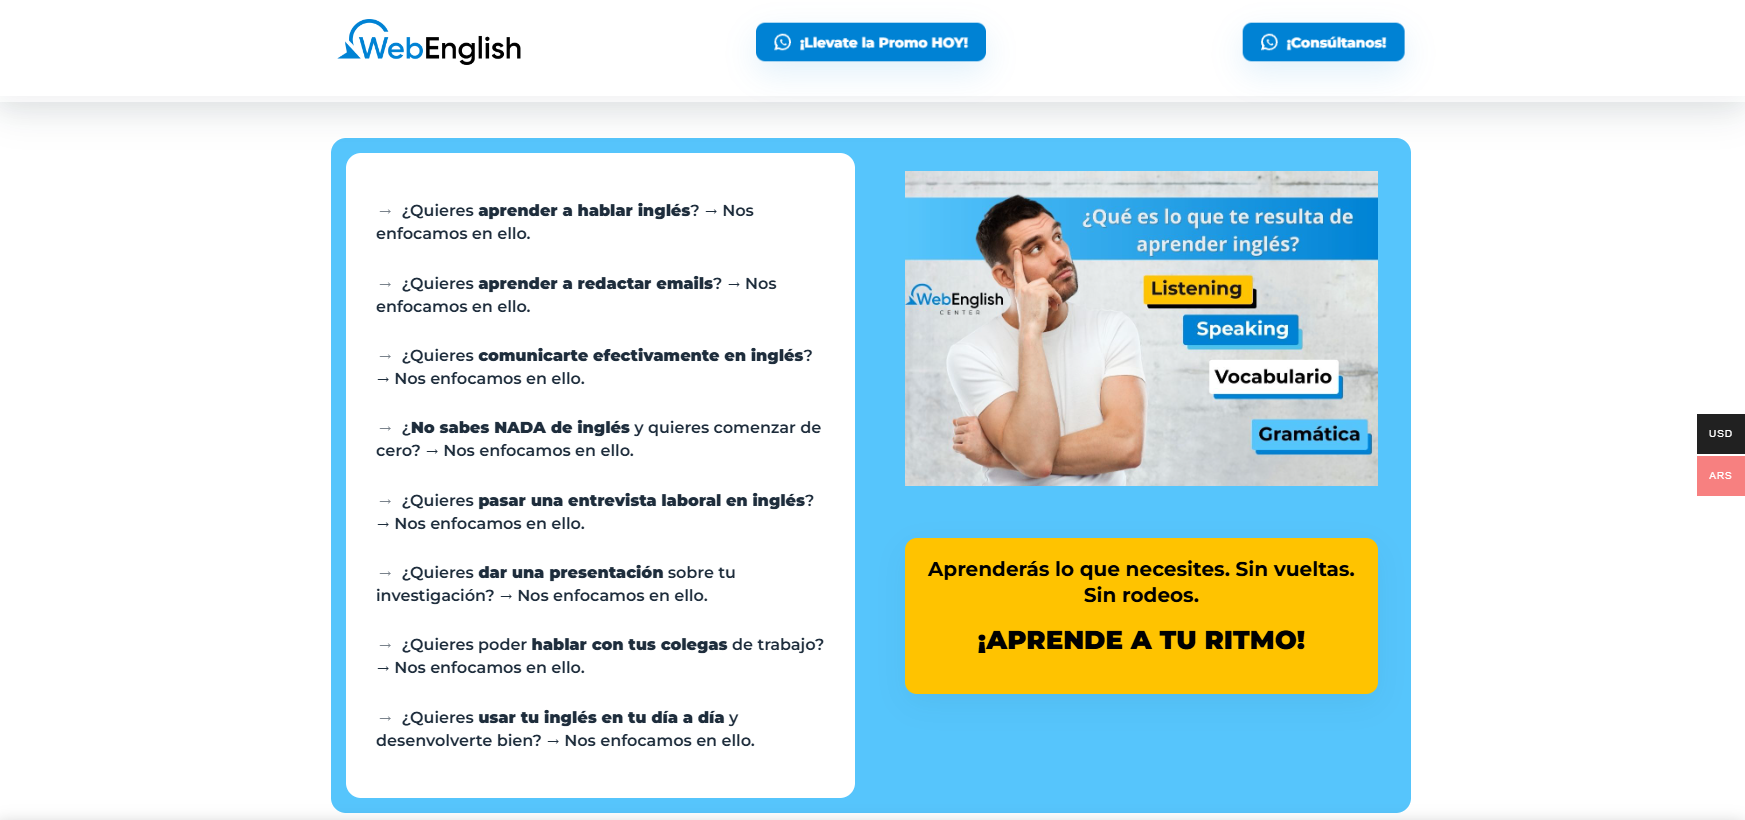 WebEnglish
¡Llevate la Promo HOY!
¡Consúltanos!
→ ¿Quieres aprender a hablar inglés? → Nos
enfocamos en ello.
→ ¿Quieres aprender a redactar emails? → Nos
enfocamos en ello.
→ ¿Quieres comunicarte efectivamente en inglés?
→ Nos enfocamos en ello.
→ ¿No sabes NADA de inglés y quieres comenzar de
cero? → Nos enfocamos en ello.
→ ¿Quieres pasar una entrevista laboral en inglés?
→ Nos enfocamos en ello.
→ ¿Quieres dar una presentación sobre tu
investigación? → Nos enfocamos en ello.
→ ¿Quieres poder hablar con tus colegas de trabajo?
→ Nos enfocamos en ello.
→ ¿Quieres usar tu inglés en tu día a día y
desenvolverte bien? → Nos enfocamos en ello.
¿Qué es lo que te resulta de
aprender inglés?
WebEnglish
CENTER
Listening
Speaking
Vocabulario
Gramática
Aprenderás lo que necesites. Sin vueltas.
Sin rodeos.
¡APRENDE A TU RITMO!
USD
ARS